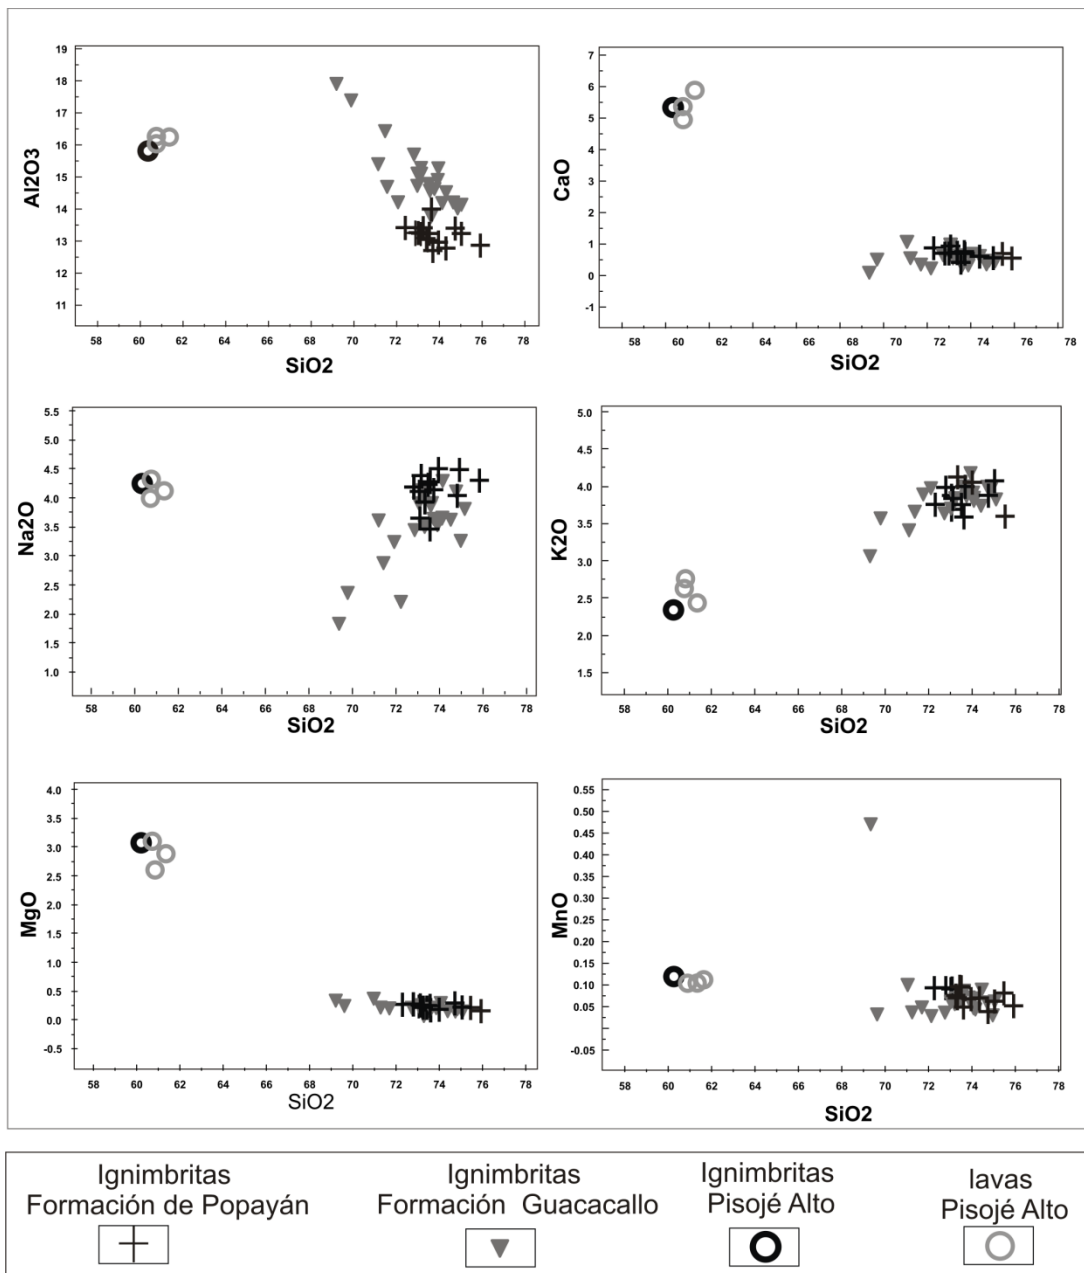 19
18
17
16
15
14
13
12
11
Al2O3
58 60 62 64 66 68 70 72 74 76 78
SiO2
7
6
5
4
3
2
1
0
-1
CaO
58 60 62 64 66 68 70 72 74 76 78
SiO2
5.5
5.0
4.5
4.0
3.5
3.0
2.5
2.0
1.5
1.0
Na2O
58 60 62 64 66 68 70 72 74 76 78
SiO2
5.0
4.5
4.0
3.5
3.0
2.5
2.0
1.5
K2O
58 60 62 64 66 68 70 72 74 76 78
SiO2
4.0
3.5
3.0
2.5
2.0
1.5
1.0
0.5
0.0
-0.5
MgO
58 60 62 64 66 68 70 72 74 76 78
SiO2
0.55
0.50
0.45
0.40
0.35
0.30
0.25
0.20
0.15
0.10
0.05
-0.05
MnO
58 60 62 64 66 68 70 72 74 76 78
SiO2
Ignimbritas
Formación de Popayán
Ignimbritas
Formación Guacacallo
Ignimbritas
Pisojé Alto
lavas
Pisojé Alto